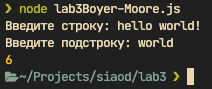 ❯ node lab3Boyer-Moore.js
Введите строку: hello world!
Введите подстроку: world
6
~/Projects/siaod/lab3 ❯